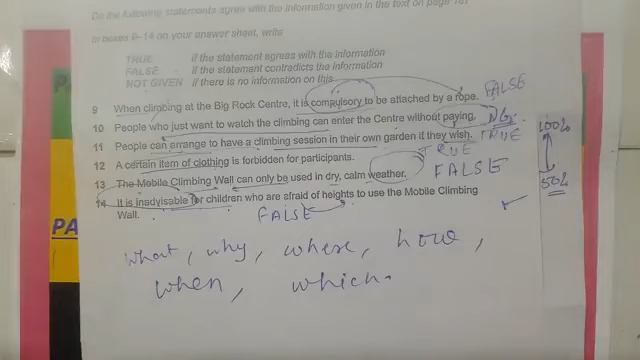 Do the following statements agree with the information given in the text on page 16?
In boxes 9–14 on your answer sheet, write
TRUE if the statement agrees with the information
FALSE if the statement contradicts the information
NOT GIVEN if there is no information on this
9 When climbing at the Big Rock Centre, it is compulsory to be attached by a rope. FALSE
10 People who just want to watch the climbing can enter the Centre without paying. NG
11 People can arrange to have a climbing session in their own garden if they wish. TRUE
12 A certain item of clothing is forbidden for participants. TRUE
13 The Mobile Climbing Wall can only be used in dry, calm weather. FALSE
14 It is inadvisable for children who are afraid of heights to use the Mobile Climbing
Wall. FALSE
100%
50%
what, why, where, how,
when, which.
PA